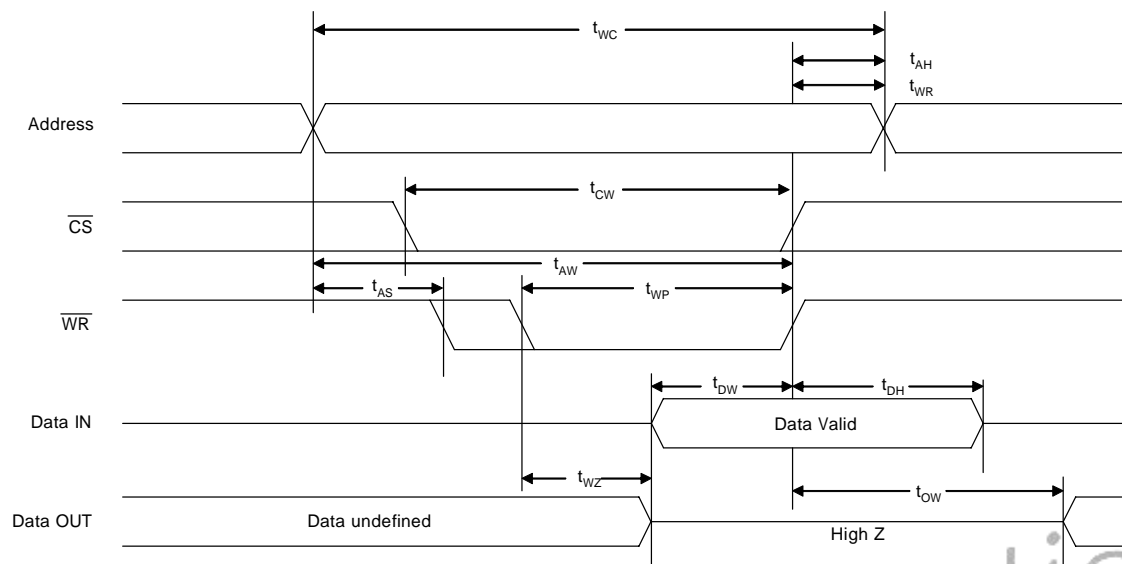 tWC
tAH
tWR
Address
tCW
CS
tAW
tAS
tWP
WR
tDW
tDH
Data IN
Data Valid
tWZ
tOW
Data OUT
Data undefined
High Z